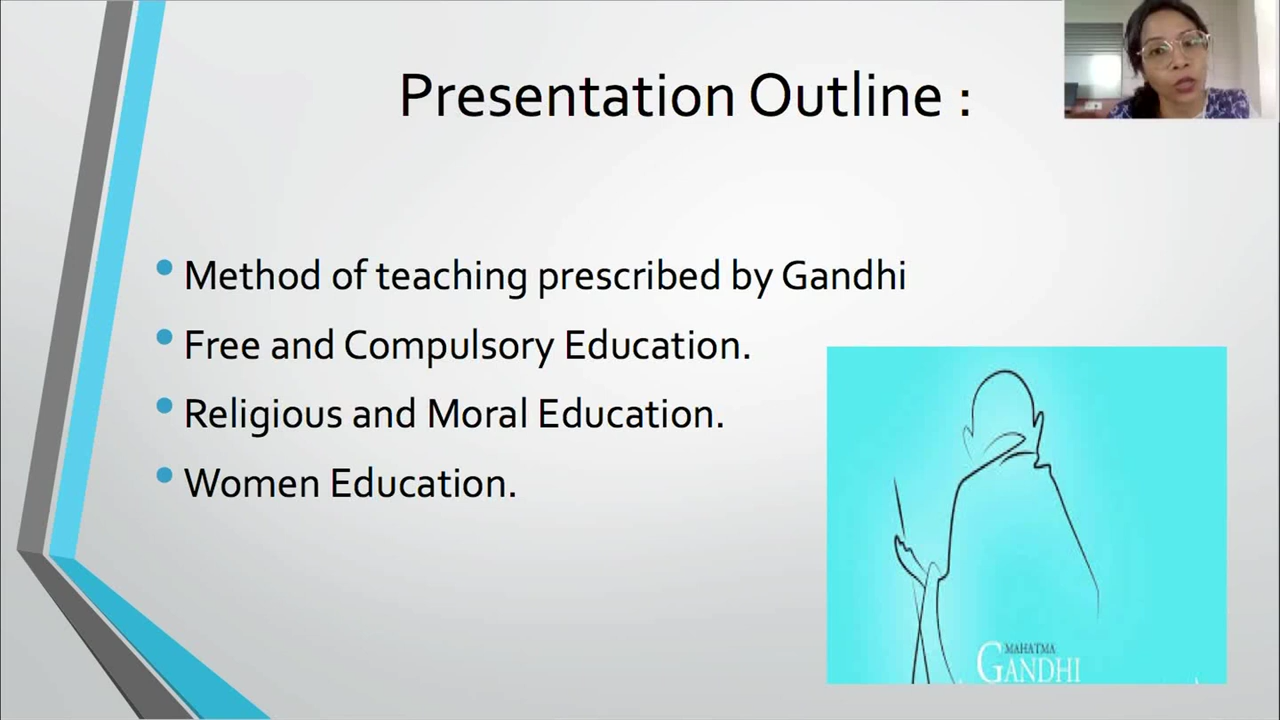 Presentation Outline :
Method of teaching prescribed by Gandhi
Free and Compulsory Education.
Religious and Moral Education.
Women Education.
MAHATMA
GANDHI